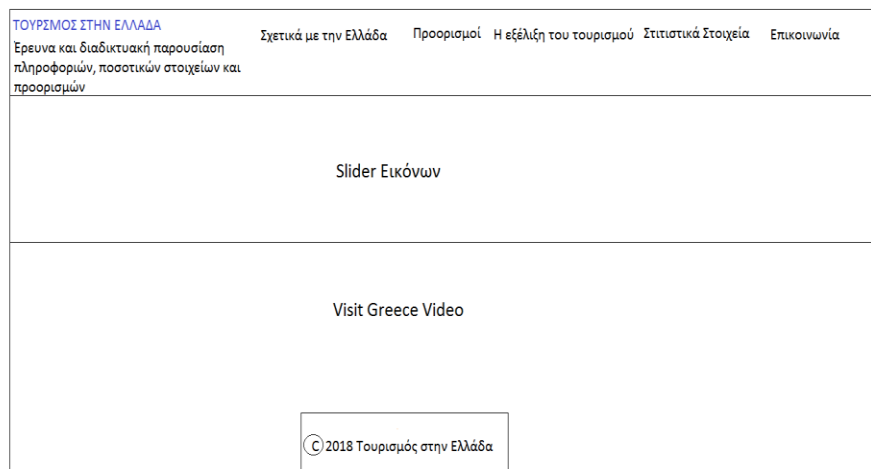 ΤΟΥΡΣΜΟΣ ΣΤΗΝ ΕΛΛΑΔΑ
Έρευνα και διαδικτυακή παρουσίαση
πληροφοριών, ποσοτικών στοιχείων και
προορισμών
Σχετικά με την Ελλάδα Προορισμοί Η εξέλιξη του τουρισμού Στιτιστικά Στοιχεία Επικοινωνία
Slider Εικόνων
Visit Greece Video
© 2018 Τουρισμός στην Ελλάδα